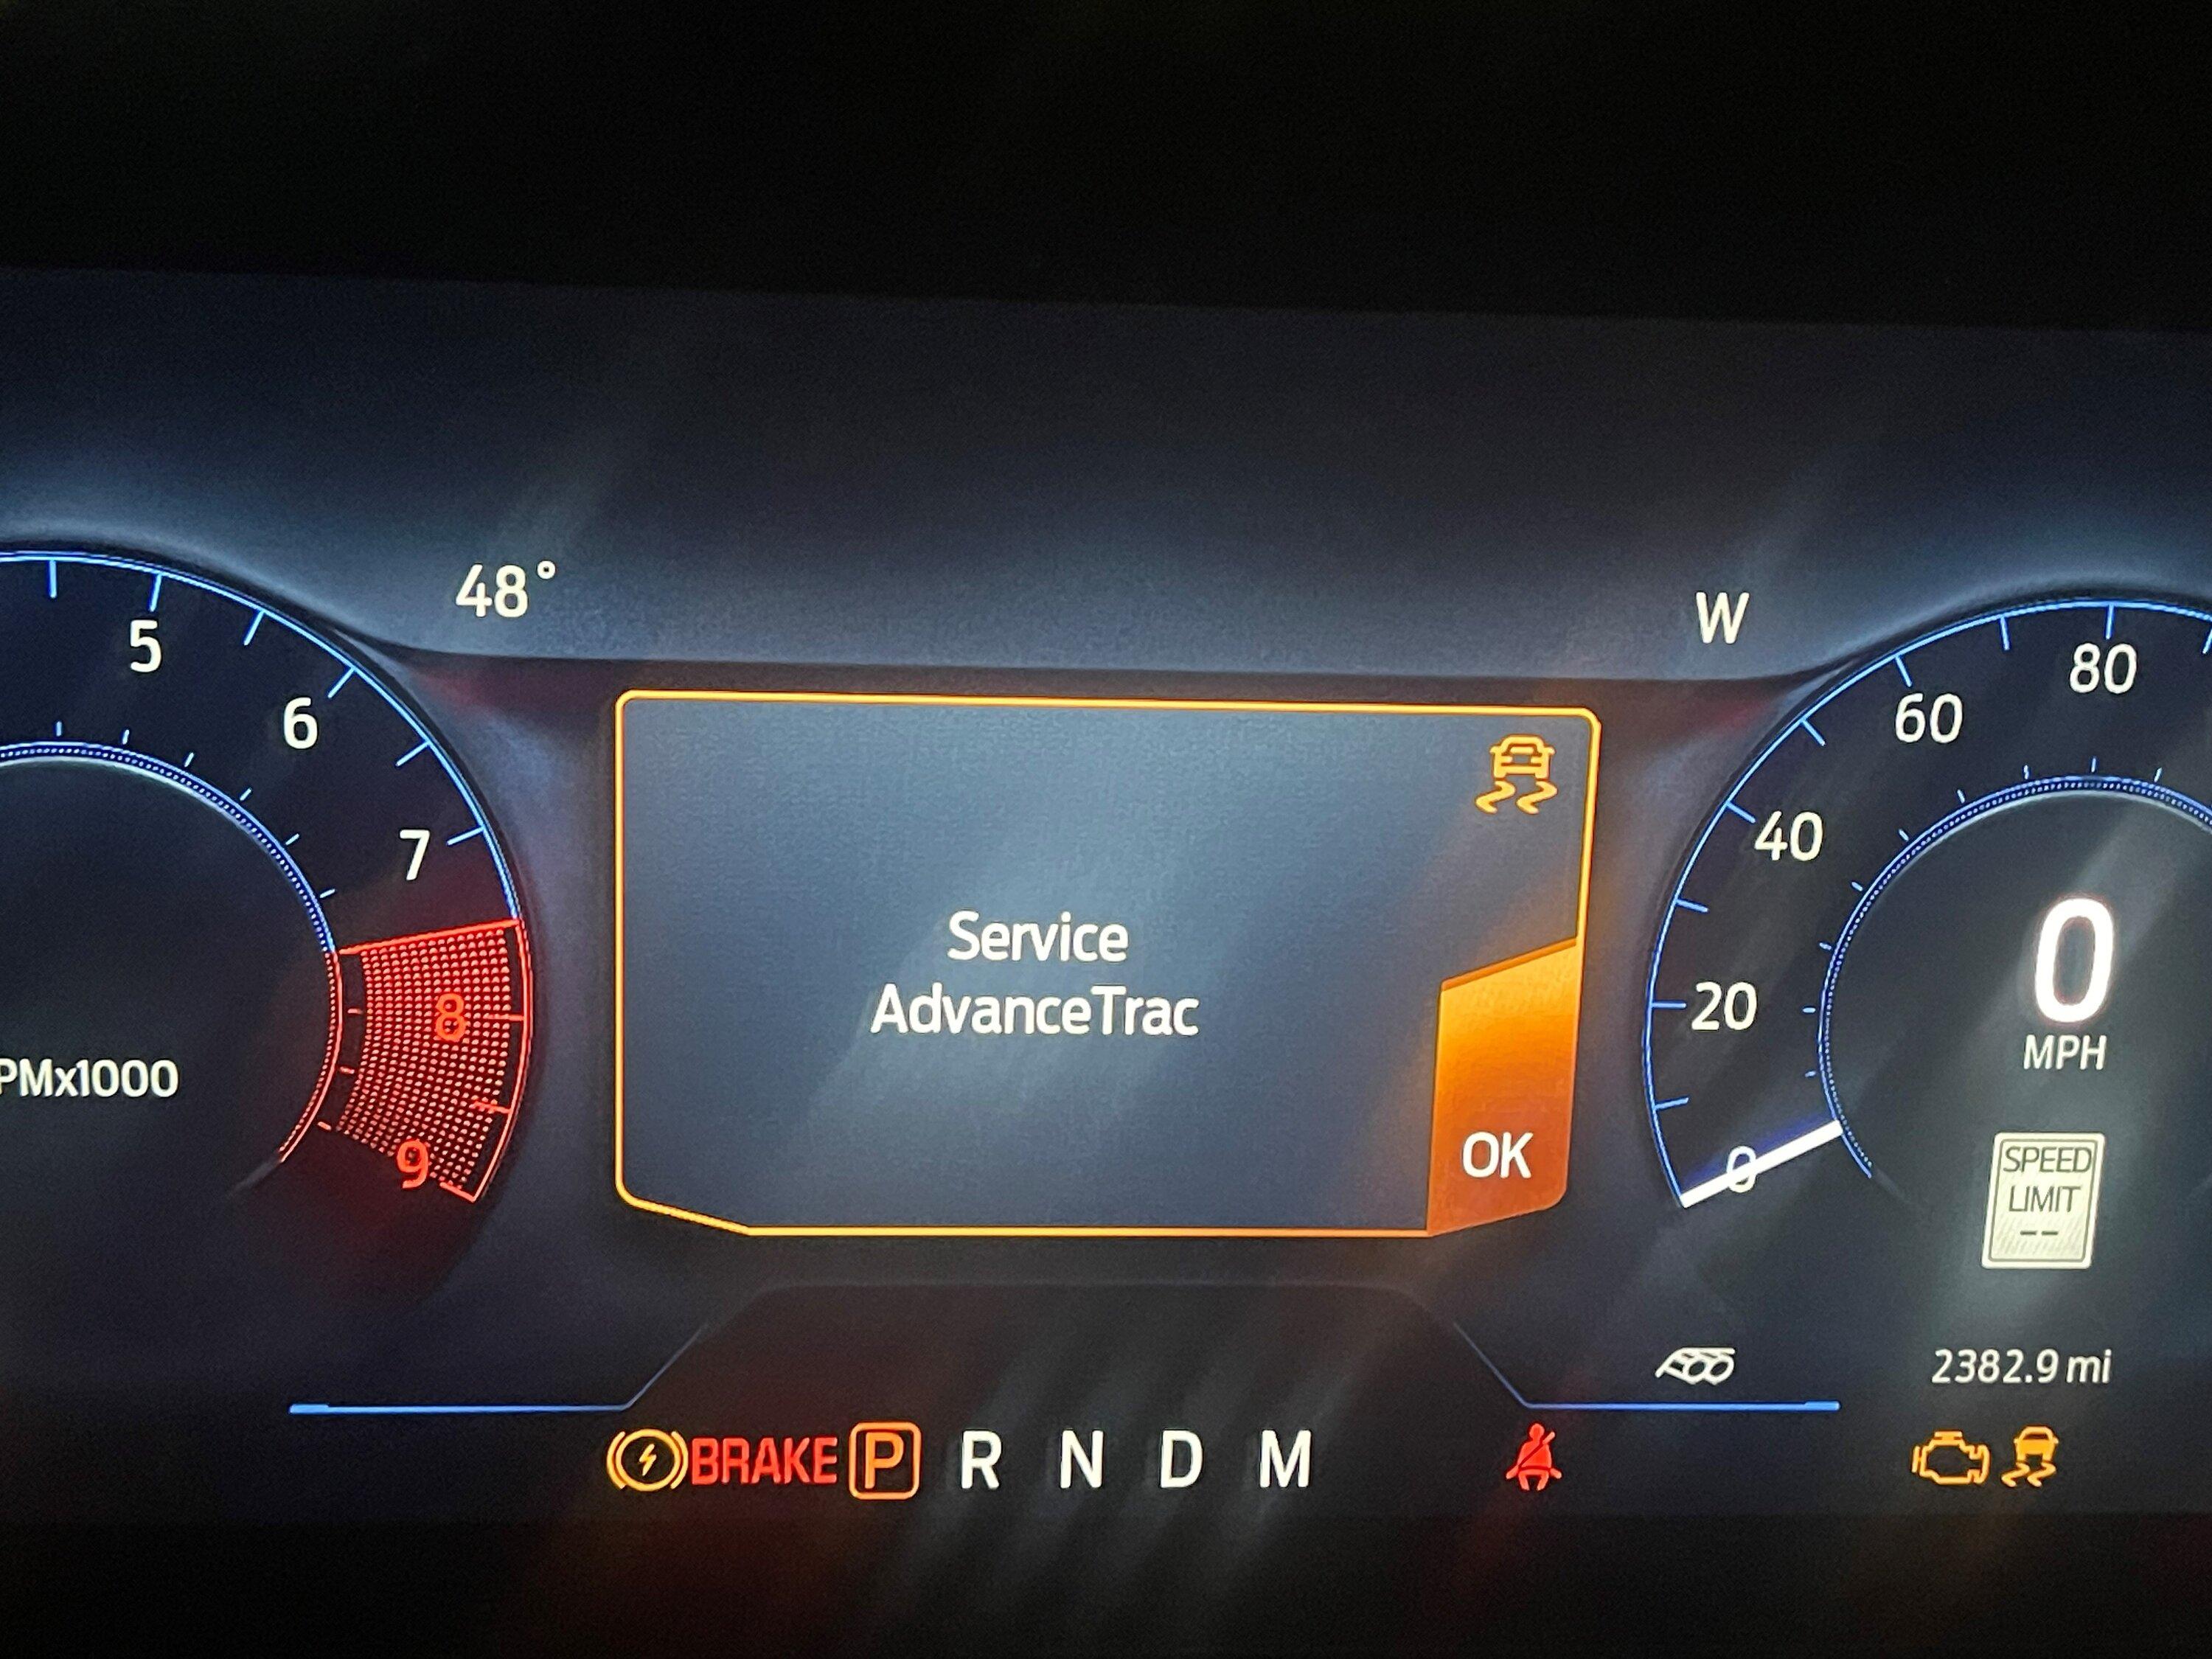 48°
W
5
6
7
8
9
PMx1000
Service
AdvanceTrac
OK
80
60
40
20
0
0
MPH
SPEED
LIMIT
--
2382.9 mi
BRAKE P R N D M